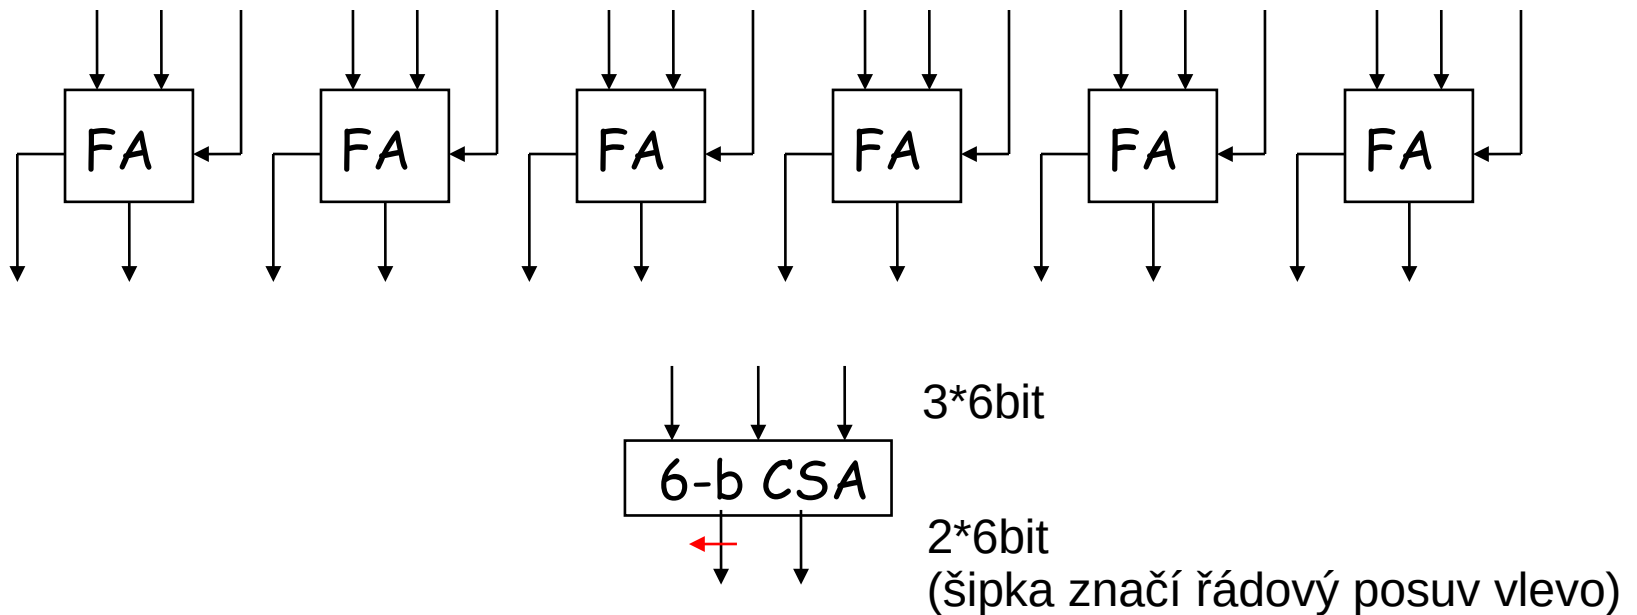 FA FA FA FA FA FA
3*6bit
6-b CSA
2*6bit
(šipka značí řádový posuv vlevo)